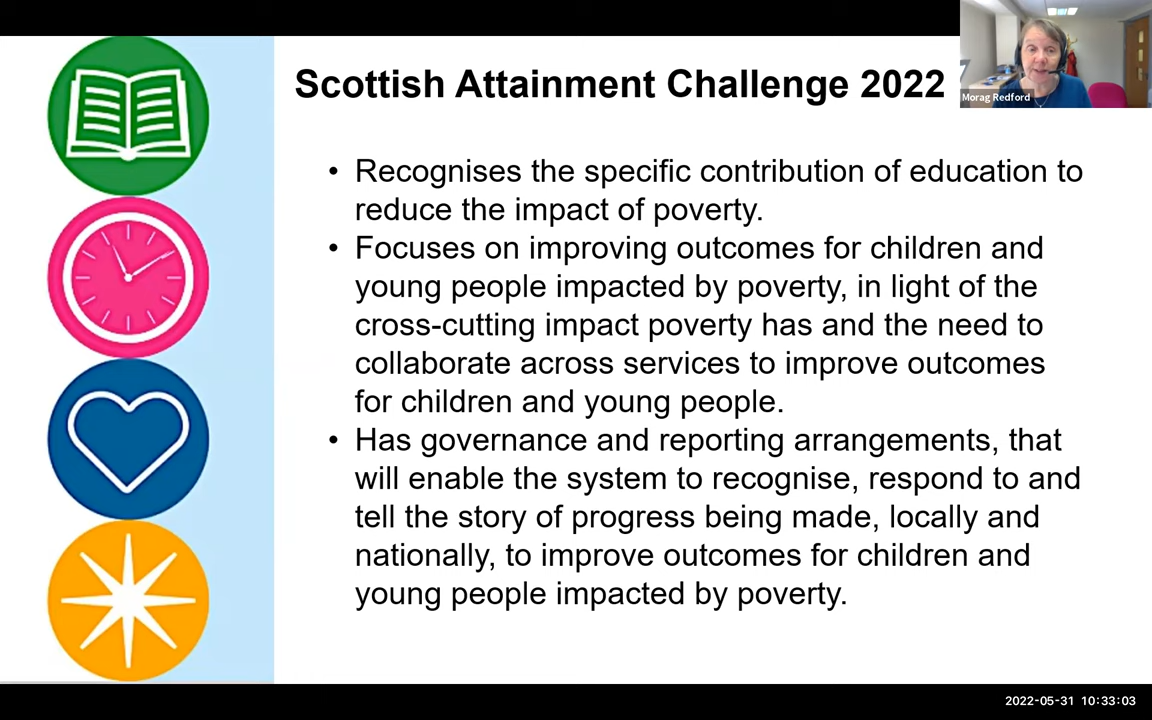 Scottish Attainment Challenge 2022
Morag Redford
• Recognises the specific contribution of education to
reduce the impact of poverty.
• Focuses on improving outcomes for children and
young people impacted by poverty, in light of the
cross-cutting impact poverty has and the need to
collaborate across services to improve outcomes
for children and young people.
• Has governance and reporting arrangements, that
will enable the system to recognise, respond to and
tell the story of progress being made, locally and
nationally, to improve outcomes for children and
young people impacted by poverty.
2022-05-31 10:33:03